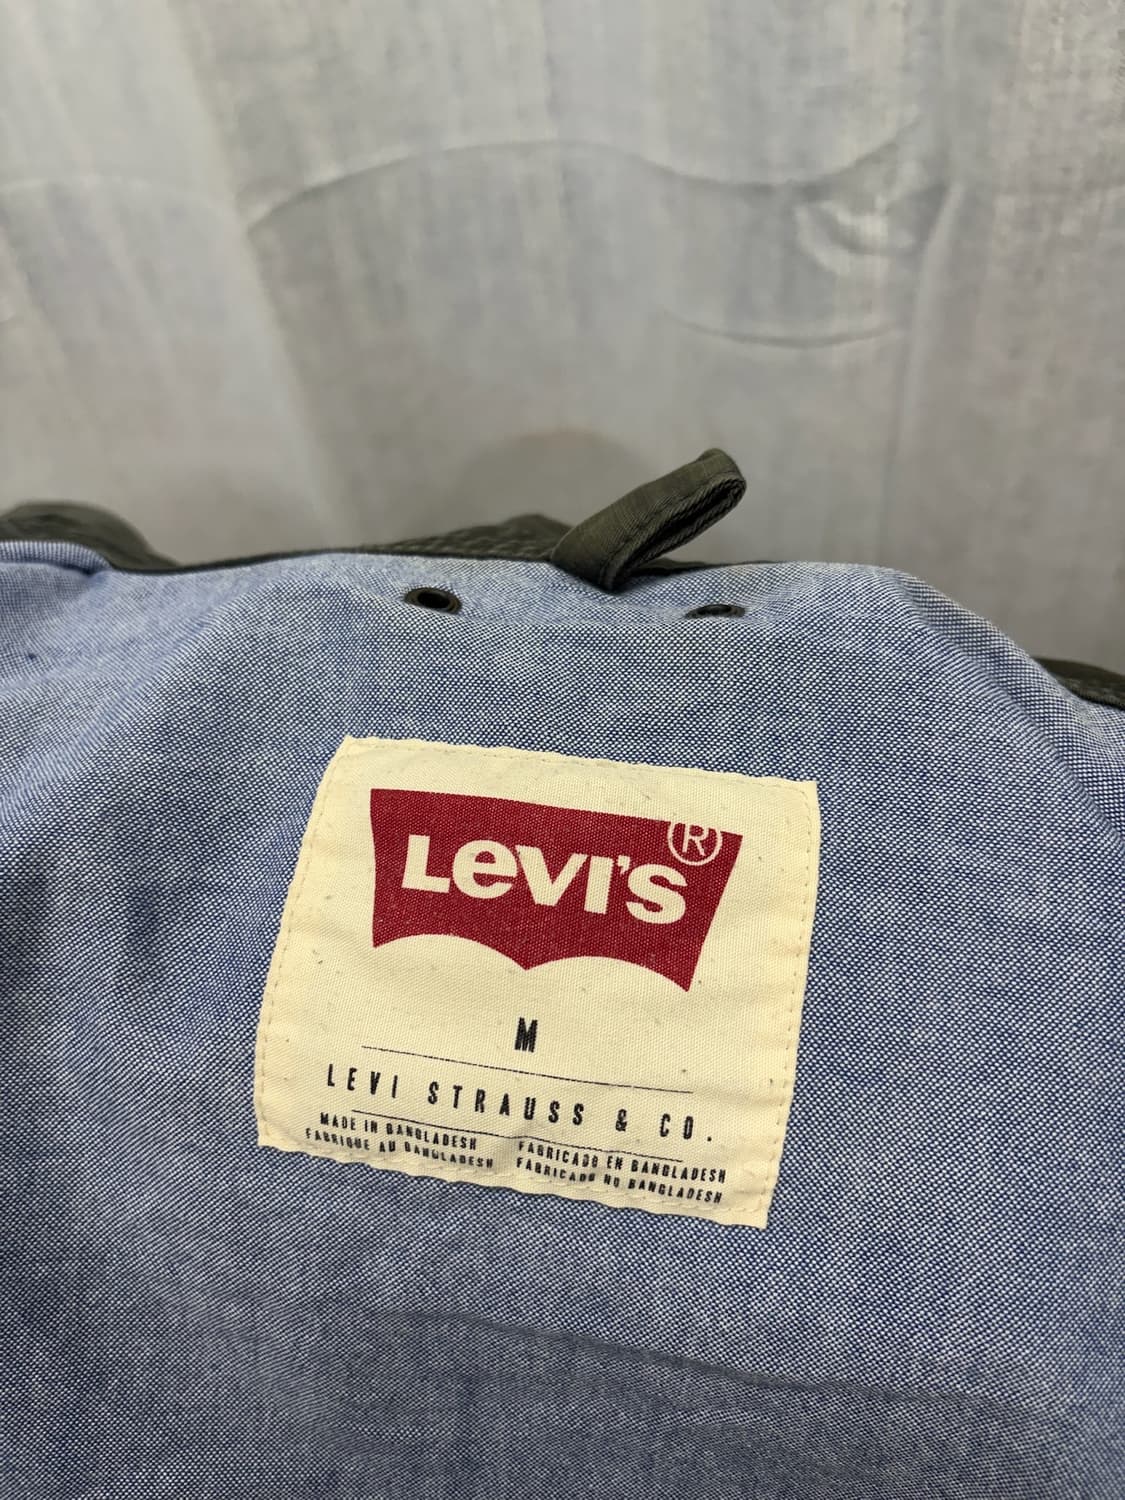 Levi's ®
M
LEVI STRAUSS & CO.
MADE IN BANGLADESH
FABRIQUE AU BANGLADESH
FABRICADO EN BANGLADESH
FABRICADO NO BANGLADESH